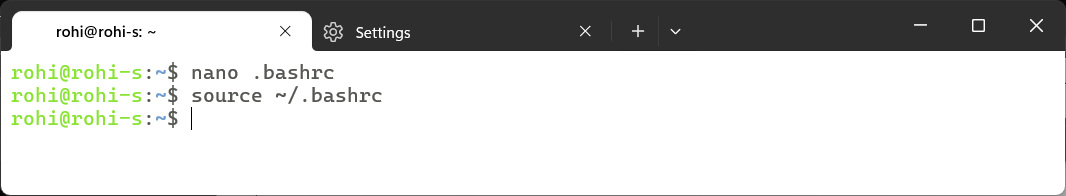 rohi@rohi-s: ~
Settings
rohi@rohi-s:~$ nano .bashrc
rohi@rohi-s:~$ source ~/.bashrc
rohi@rohi-s:~$